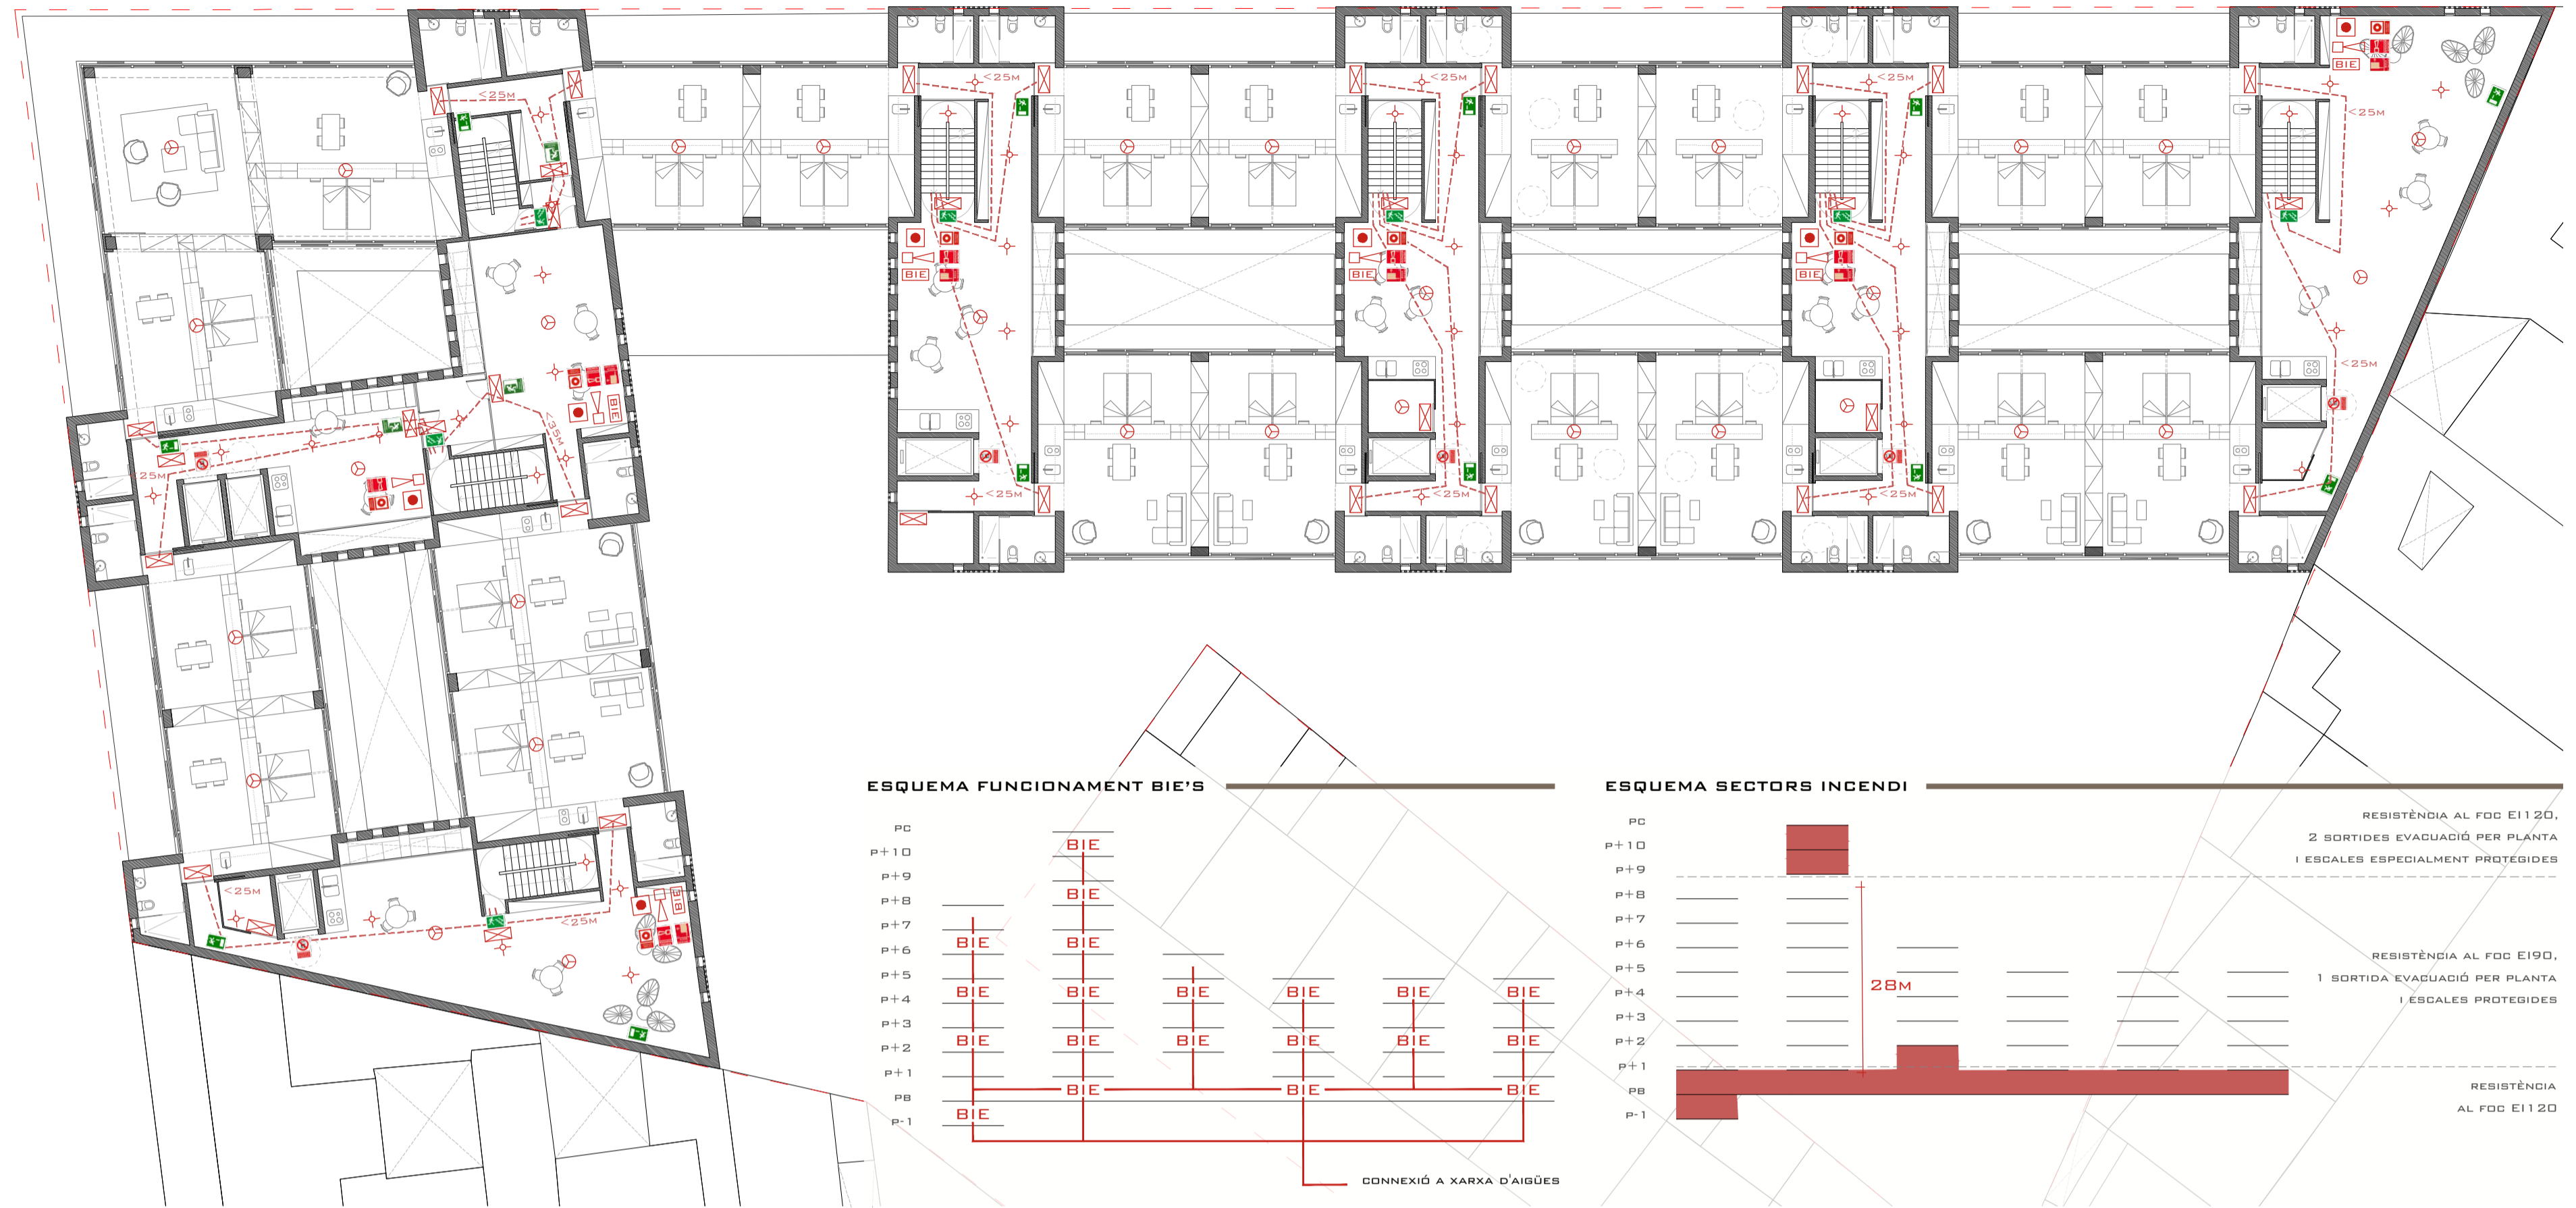 <25M
<25M
<25M
<25M
<25M
BIE
<25M
BIE
BIE
BIE
<25M
BIE
<35M
25M
<25M
<25M
<25M
<25M
BIE
<25M
ESQUEMA FUNCIONAMENT BIE'S
PC
P+10
P+9
P+8
P+7
P+6
P+5
P+4
P+3
P+2
P+1
PB
P-1
BIE
BIE
BIE BIE
BIE BIE BIE BIE BIE BIE
BIE BIE BIE BIE BIE BIE
BIE BIE BIE
BIE
CONNEXIÓ A XARXA D'AIGÜES
ESQUEMA SECTORS INCENDI
PC
P+10
P+9
P+8
P+7
P+6
P+5
P+4
P+3
P+2
P+1
PB
P-1
28M
RESISTÈNCIA AL FOC EI120,
2 SORTIDES EVACUACIÓ PER PLANTA
I ESCALES ESPECIALMENT PROTEGIDES
RESISTÈNCIA AL FOC EI90,
1 SORTIDA EVACUACIÓ PER PLANTA
I ESCALES PROTEGIDES
RESISTÈNCIA
AL FOC EI120